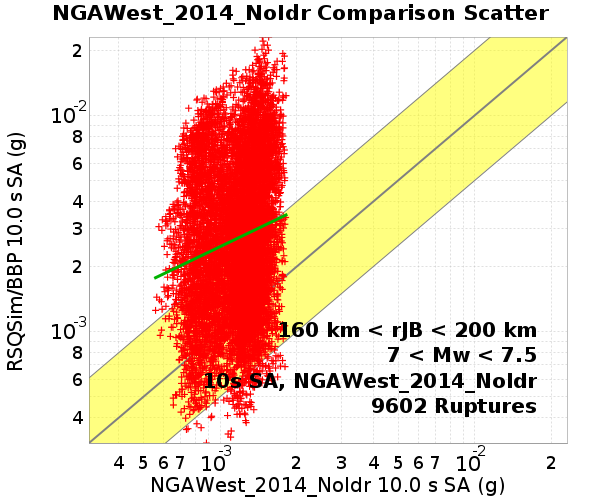 NGAWest_2014_NoIdr Comparison Scatter
RSQSim/BBP 10.0 s SA (g)
2
10-2
8
6
4
3
2
10-3
8
6
4
160 km < rJB < 200 km
7 < Mw < 7.5
10s SA, NGAWest_2014_NoIdr
9602 Ruptures
4 5 6 7 10-3 2 3 4 5 6 7 10-2 2
NGAWest_2014_NoIdr 10.0 s SA (g)